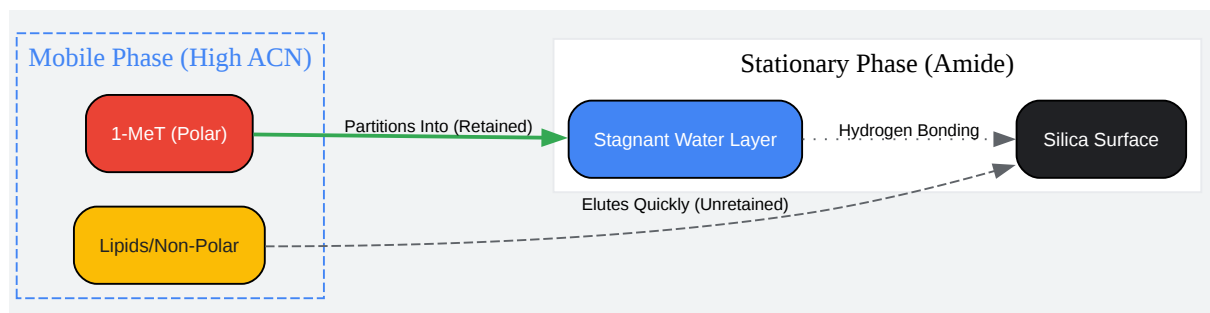 Mobile Phase (High ACN)
1-MeT (Polar)
Lipids/Non-Polar
Partitions Into (Retained)
Elutes Quickly (Unretained)
Stationary Phase (Amide)
Stagnant Water Layer
Hydrogen Bonding
Silica Surface